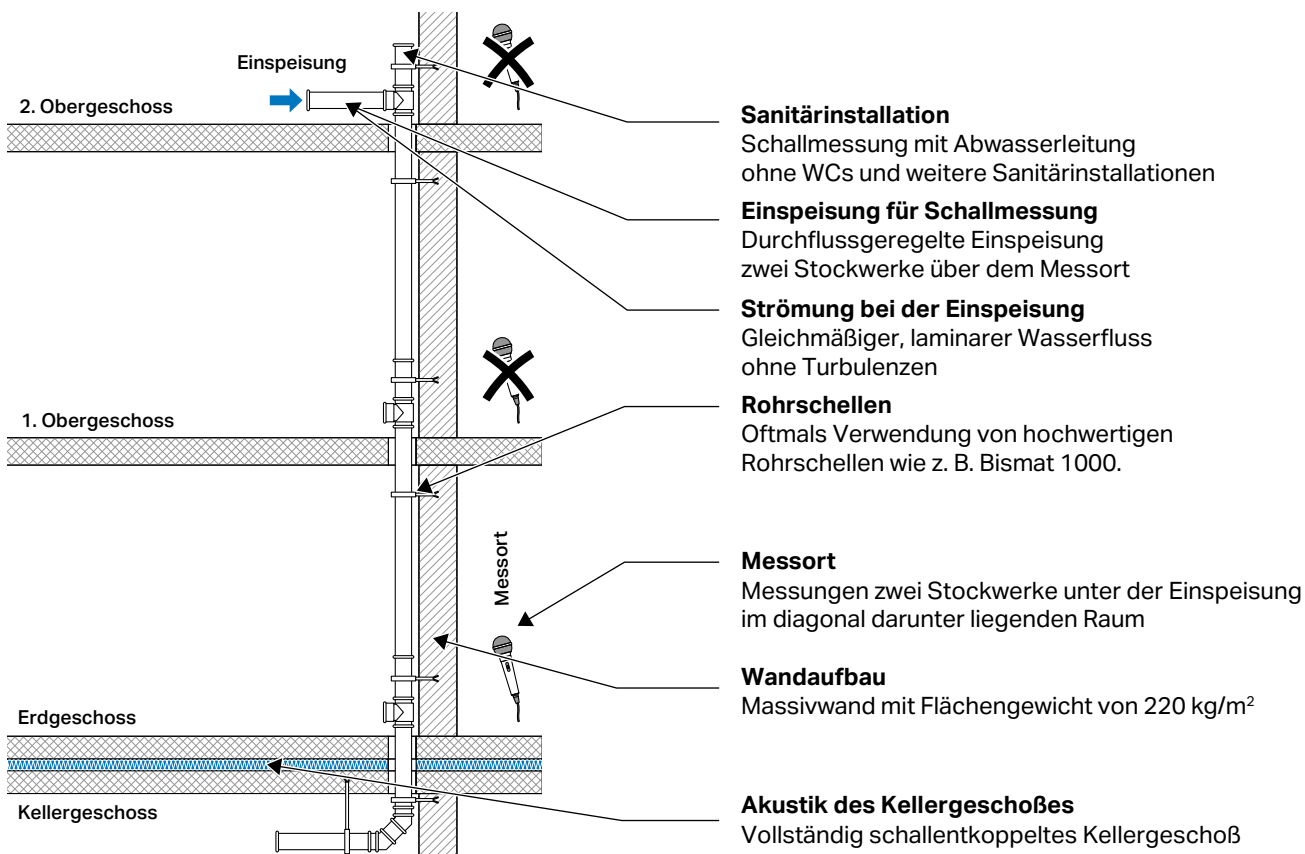 Einspeisung
2. Obergeschoss
1. Obergeschoss
Messort
Erdgeschoss
Kellergeschoss
Sanitärinstallation
Schallmessung mit Abwasserleitung
ohne WCs und weitere Sanitärinstallationen
Einspeisung für Schallmessung
Durchflussgeregelte Einspeisung
zwei Stockwerke über dem Messort
Strömung bei der Einspeisung
Gleichmäßiger, laminarer Wasserfluss
ohne Turbulenzen
Rohrschellen
Oftmals Verwendung von hochwertigen
Rohrschellen wie z. B. Bismat 1000.
Messort
Messungen zwei Stockwerke unter der Einspeisung
im diagonal darunter liegenden Raum
Wandaufbau
Massivwand mit Flächengewicht von 220 kg/m²
Akustik des Kellergeschoßes
Vollständig schallentkoppeltes Kellergeschoß